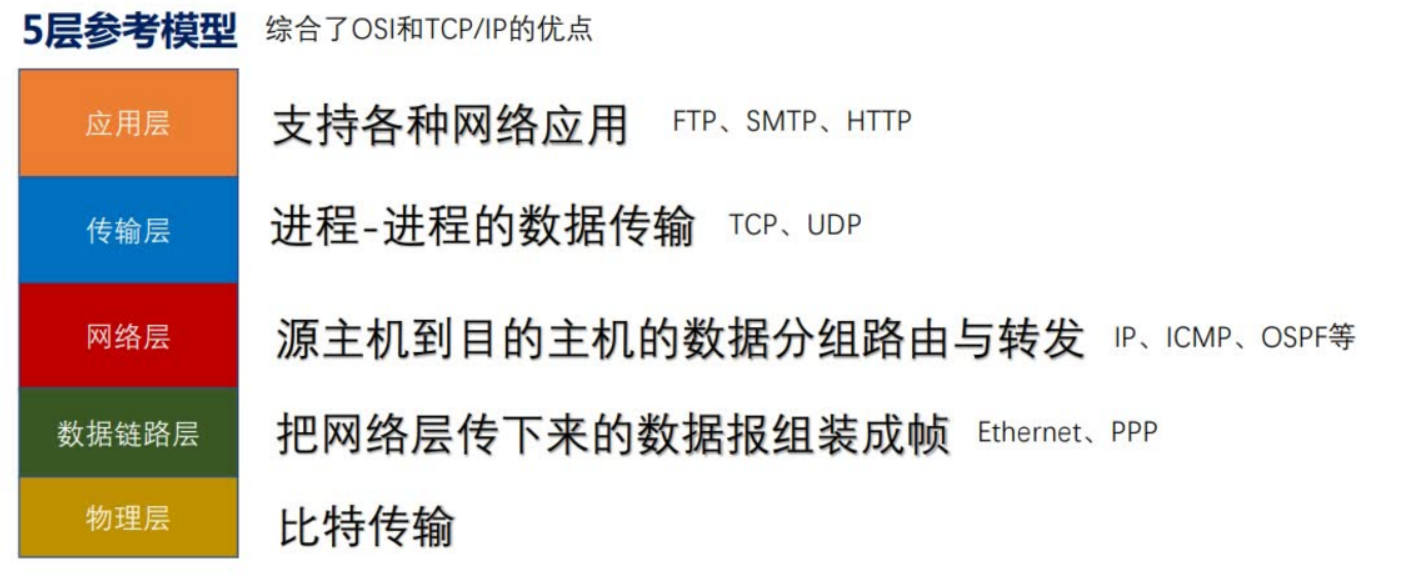 5层参考模型 综合了OSI和TCP/IP的优点
应用层 支持各种网络应用 FTP、SMTP、HTTP
传输层 进程-进程的数据传输 TCP、UDP
网络层 源主机到目的主机的数据分组路由与转发 IP、ICMP、OSPF等
数据链路层 把网络层传下来的数据报组装成帧 Ethernet、PPP
物理层 比特传输